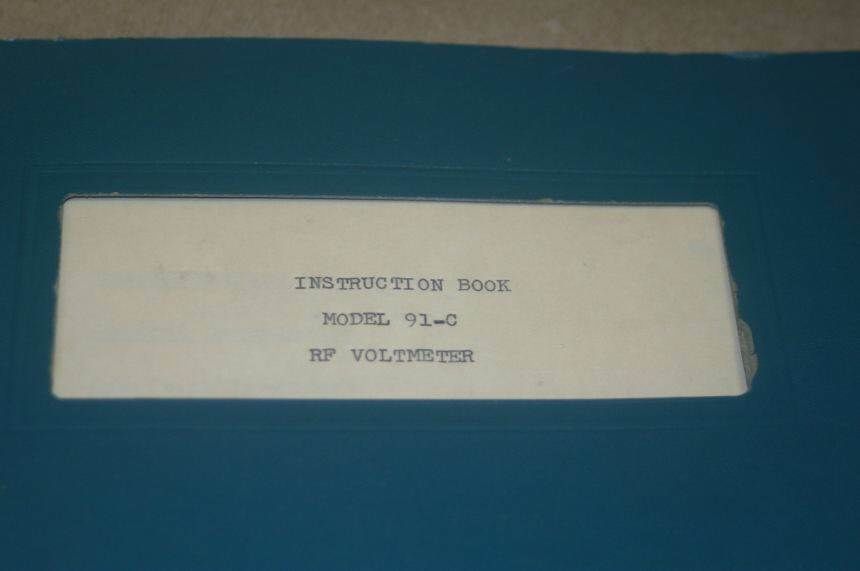 INSTRUCTION BOOK
MODEL 91-C
RF VOLTMETER